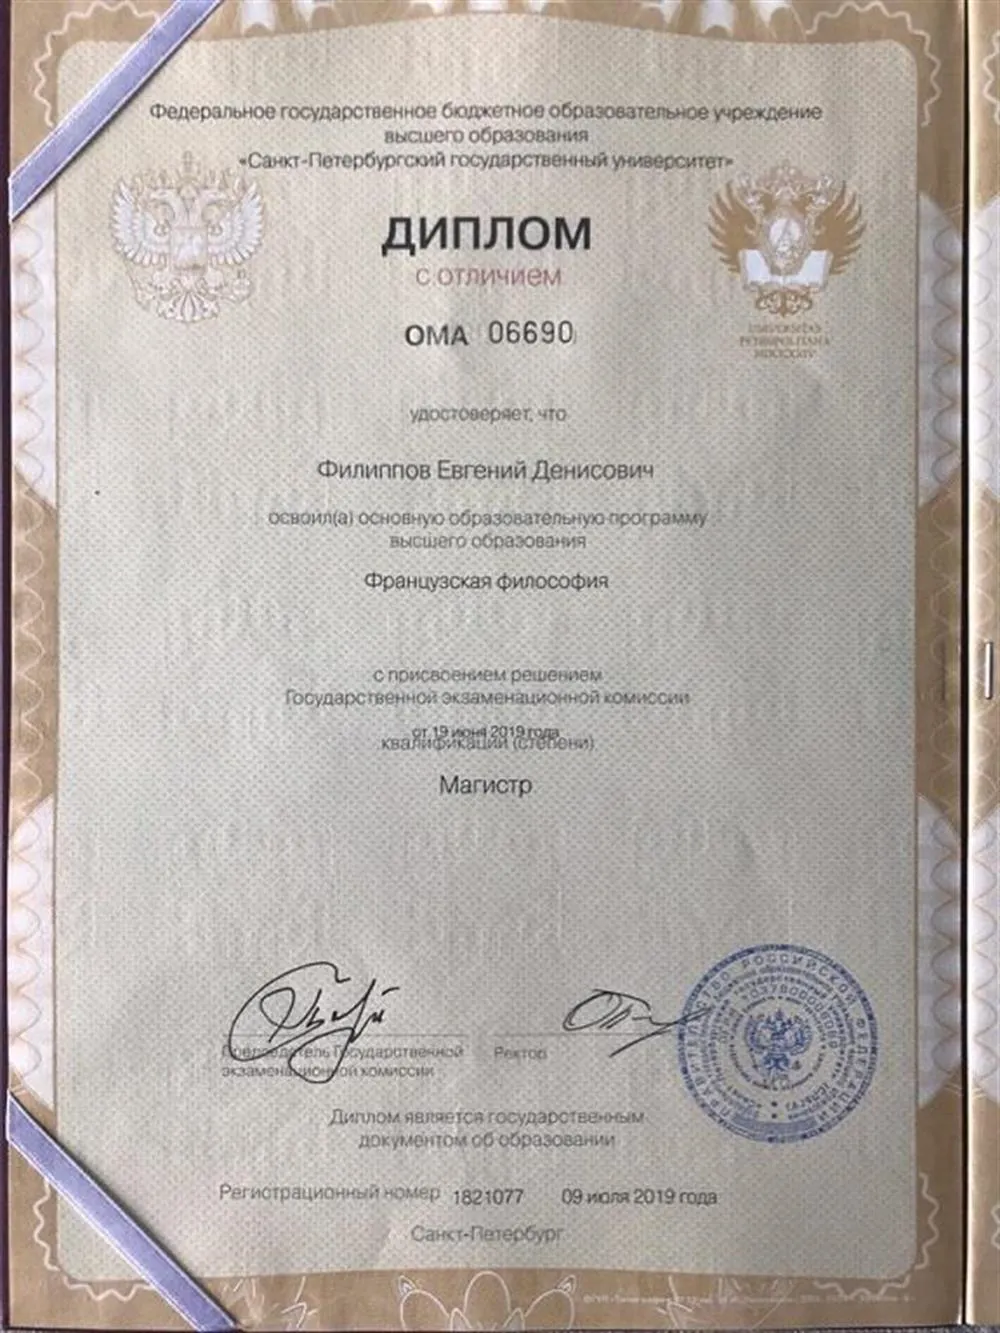 Федеральное государственное бюджетное образовательное учреждение
высшего образования
«Санкт-Петербургский государственный университет»
ДИПЛОМ
с отличием
ОМА 06690
UNIVERSITAS
PETROPOLITANA
MDCCXXIV
удостоверяет, что
Филиппов Евгений Денисович
освоил(а) основную образовательную программу
высшего образования
Французская философия
с присвоением решением
Государственной экзаменационной комиссии
от 19 июня 2019 года
квалификации (степени)
Магистр
Председатель Государственной
экзаменационной комиссии
Ректор
Диплом является государственным
документом об образовании
Регистрационный номер 1821077 09 июля 2019 года
Санкт-Петербург